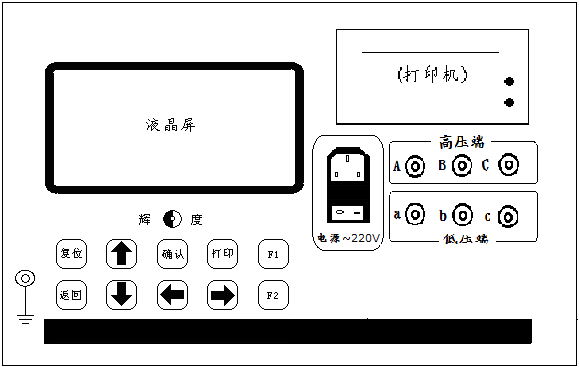 (打印机)
液晶屏
高压端
A B C
a b c
低压端
电源~220V
辉 度
复位 确认 打印 F1
返回 F2